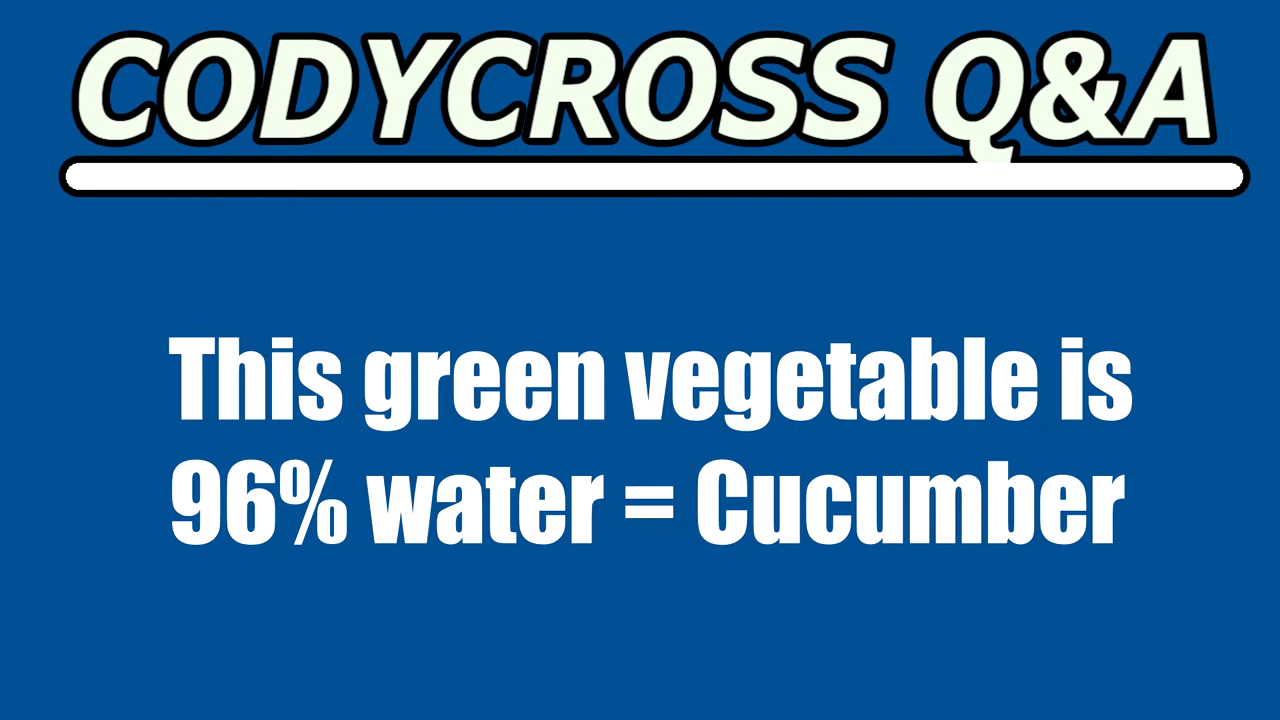 CODYCROSS Q&A
This green vegetable is
96% water = Cucumber